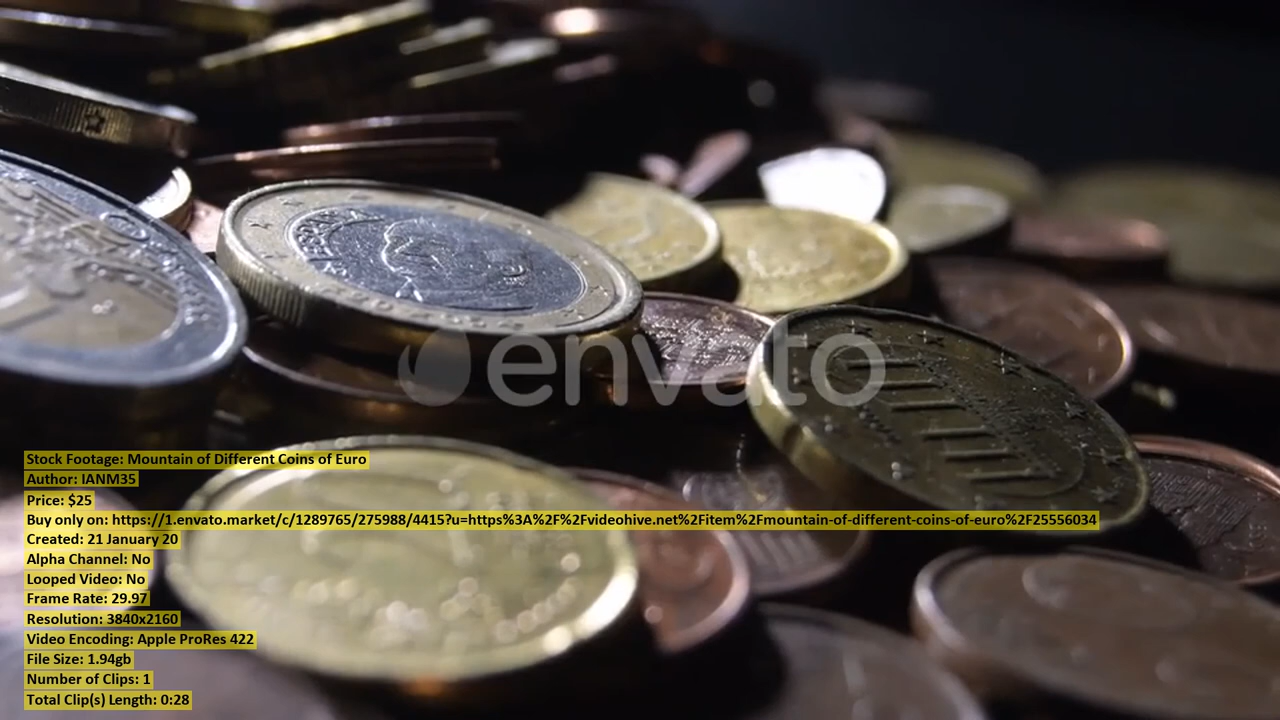 envato
Stock Footage: Mountain of Different Coins of Euro
Author: IANM35
Price: $25
Buy only on: https://1.envato.market/c/1289765/275988/4415?u=https%3A%2F%2Fvideohive.net%2Fitem%2Fmountain-of-different-coins-of-euro%2F25556034
Created: 21 January 20
Alpha Channel: No
Looped Video: No
Frame Rate: 29.97
Resolution: 3840x2160
Video Encoding: Apple ProRes 422
File Size: 1.94gb
Number of Clips: 1
Total Clip(s) Length: 0:28